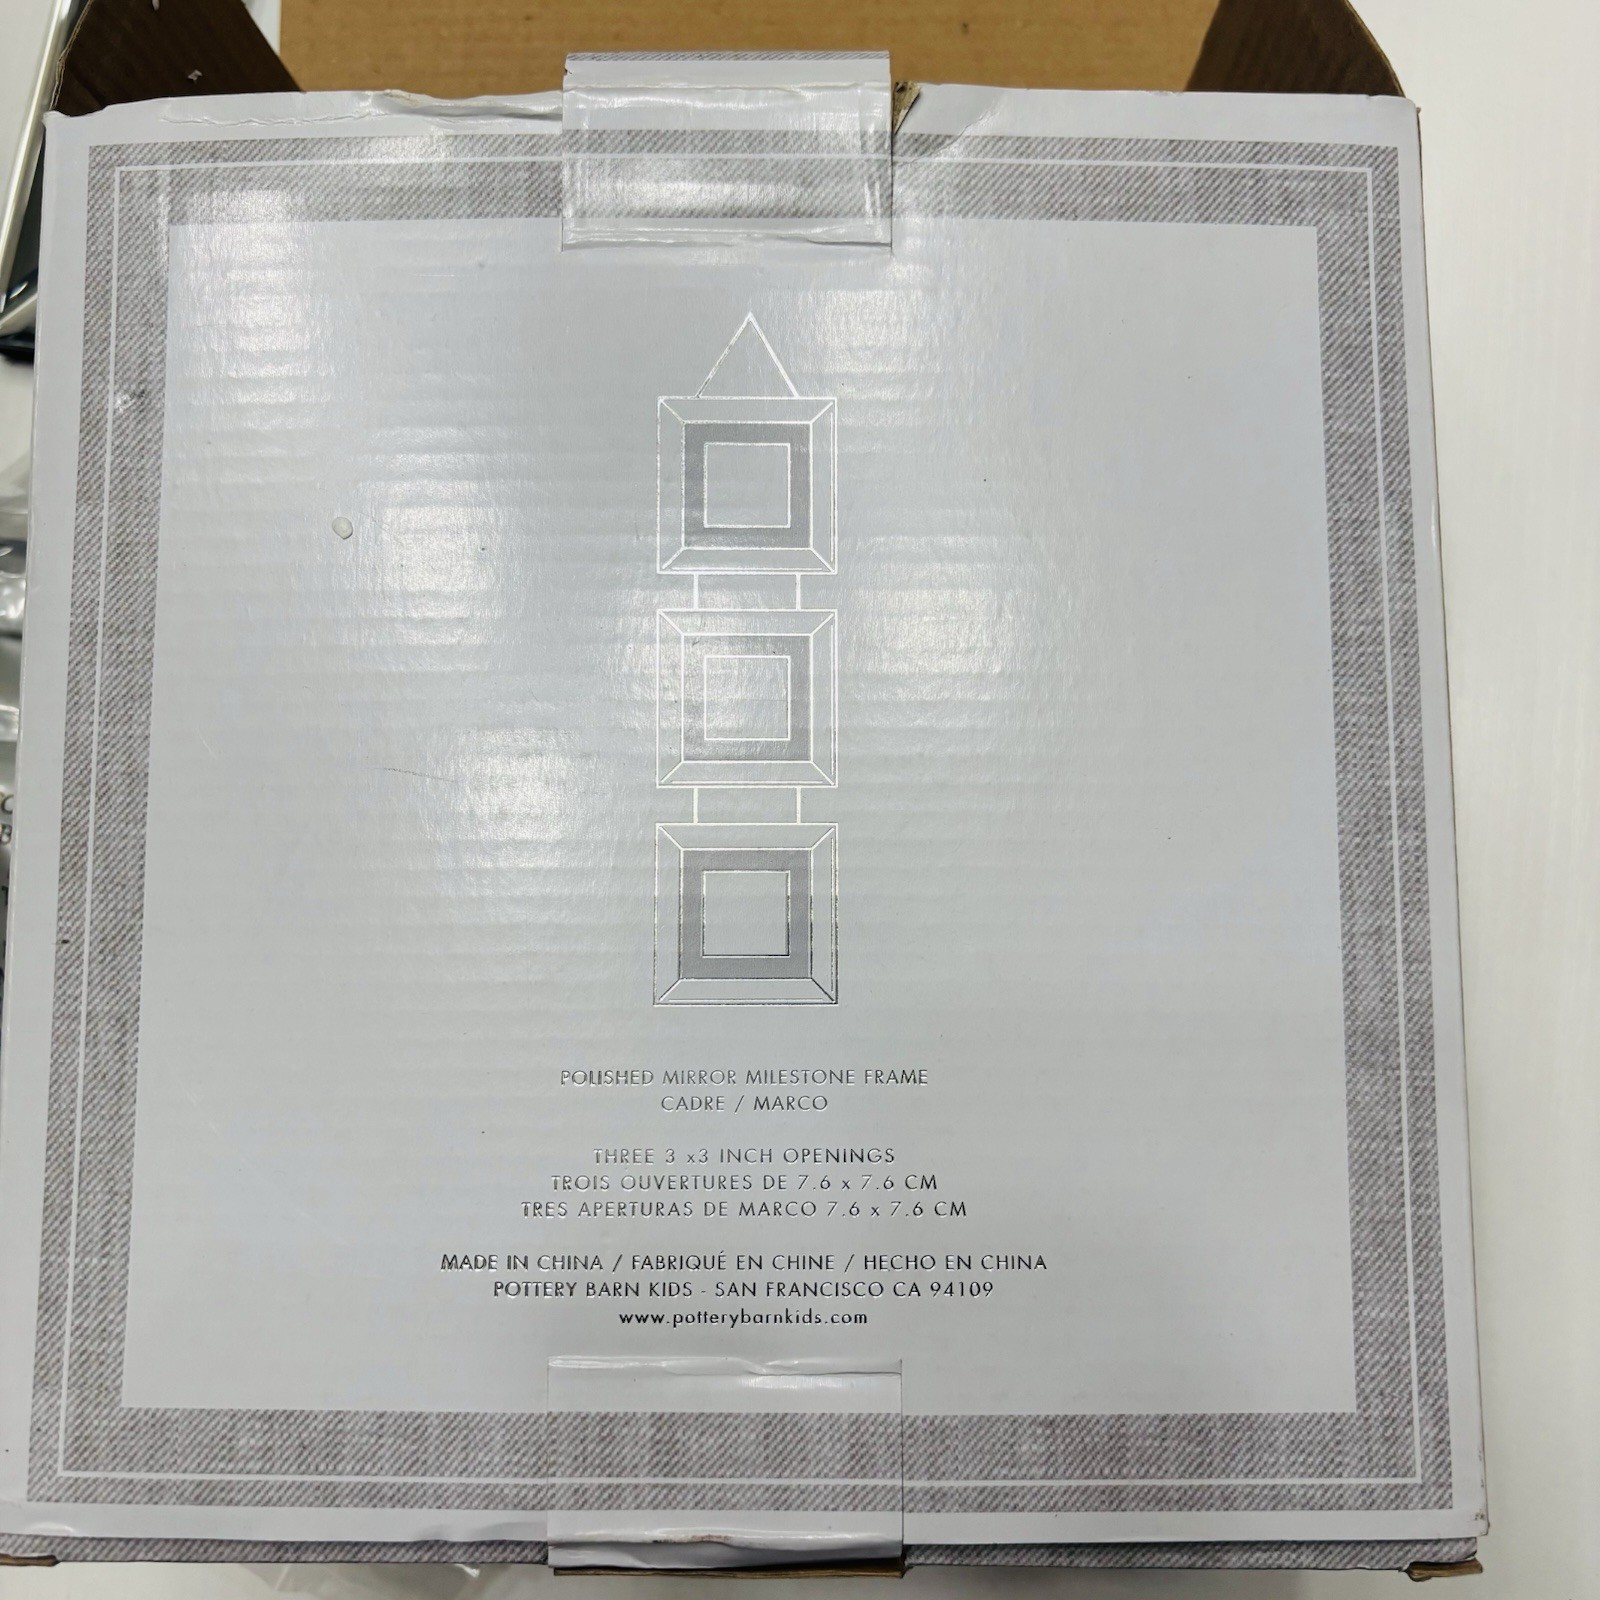 POLISHED MIRROR MILESTONE FRAME
CADRE / MARCO
THREE 3 x3 INCH OPENINGS
TROIS OUVERTURES DE 7.6 x 7.6 CM
TRES APERTURAS DE MARCO 7.6 x 7.6 CM
MADE IN CHINA / FABRIQUÉ EN CHINE / HECHO EN CHINA
POTTERY BARN KIDS - SAN FRANCISCO CA 94109
www.potterybarnkids.com